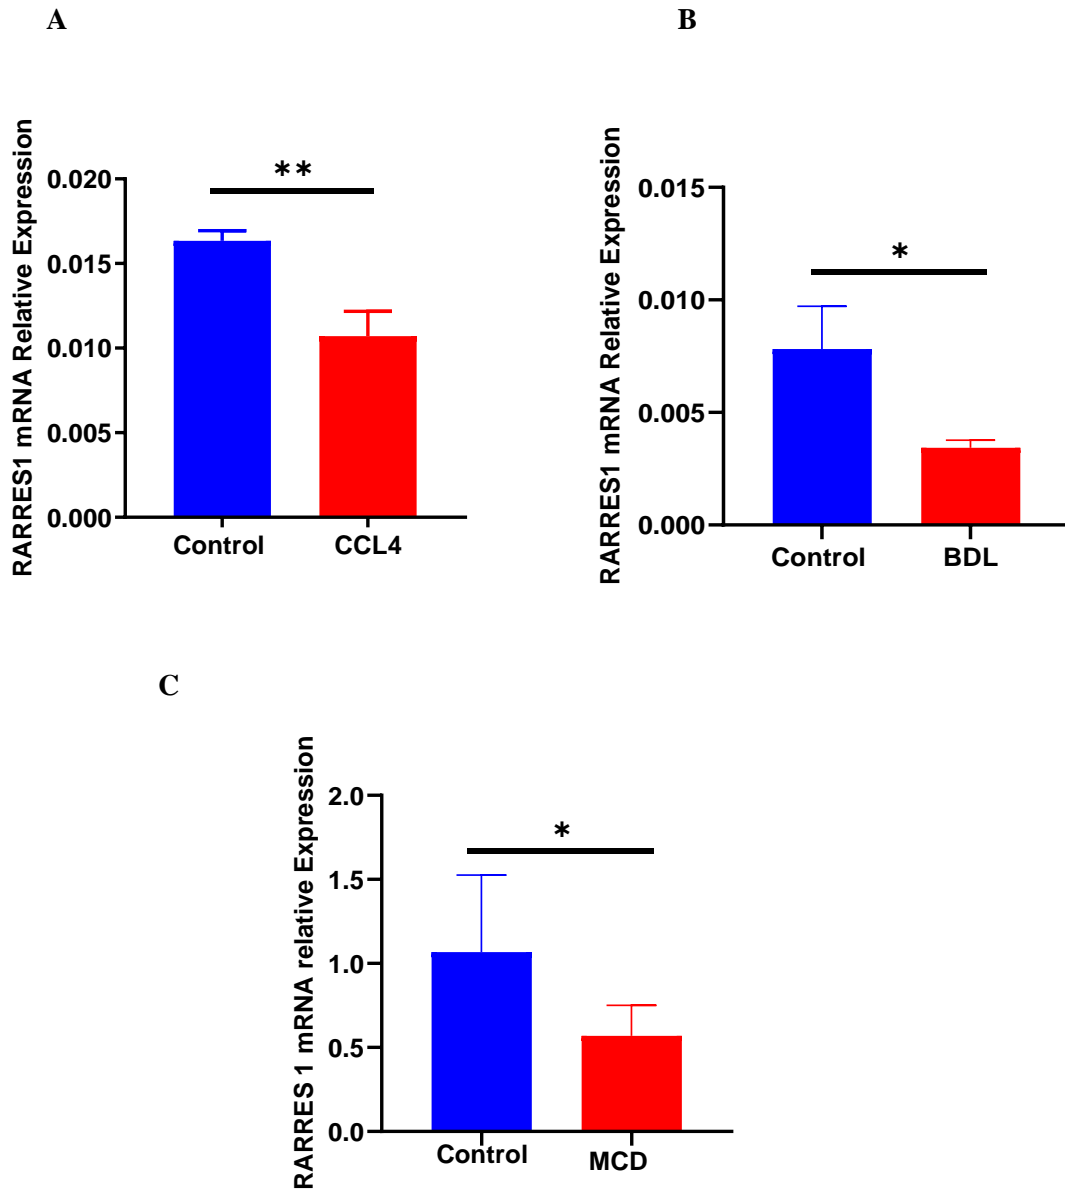 A
RARRES1 mRNA Relative Expression
0.020
0.015
0.010
0.005
0.000
**
Control
CCL4
B
RARRES1 mRNA Relative Expression
0.015
0.010
0.005
0.000
*
Control
BDL
C
RARRES 1 mRNA relative Expression
2.0
1.5
1.0
0.5
0.0
*
Control
MCD